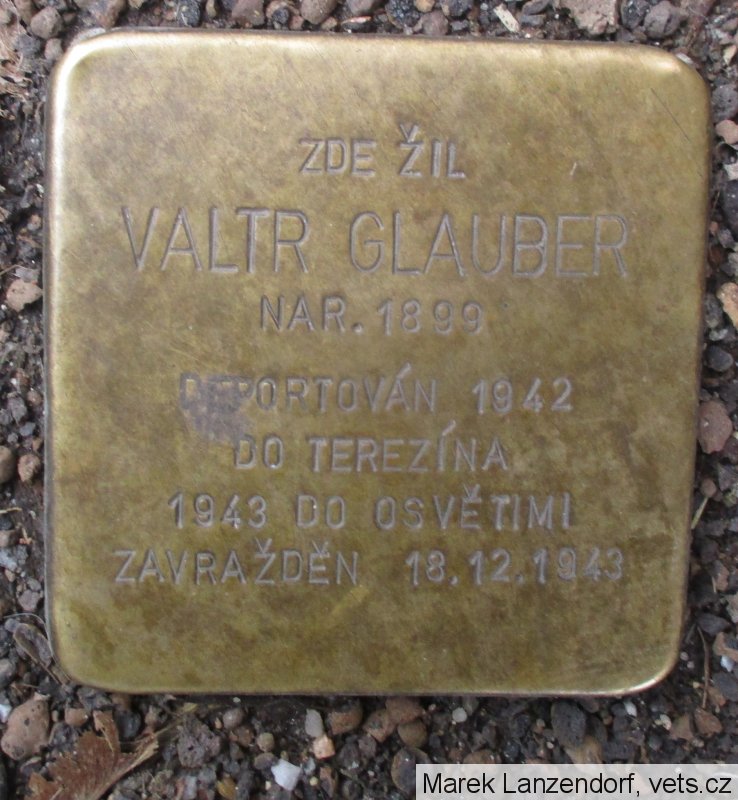 ZDE ŽIL
VALTR GLAUBER
NAR. 1899
DEPORTOVÁN 1942
DO TEREZÍNA
1943 DO OSVĚTIMI
ZAVRAŽDĚN 18.12.1943
Marek Lanzendorf, vets.cz